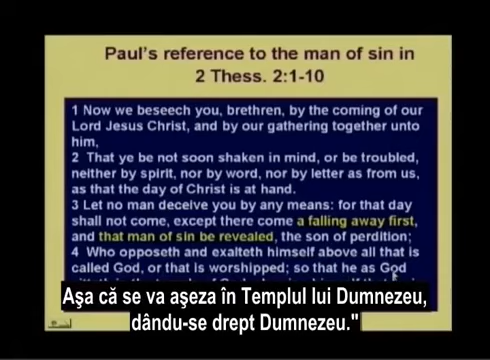 Paul's reference to the man of sin in
2 Thess. 2:1-10
1 Now we beseech you, brethren, by the coming of our
Lord Jesus Christ, and by our gathering together unto
him,
2 That ye be not soon shaken in mind, or be troubled,
neither by spirit, nor by word, nor by letter as from us,
as that the day of Christ is at hand.
3 Let no man deceive you by any means: for that day
shall not come, except there come a falling away first,
and that man of sin be revealed, the son of perdition;
4 Who opposeth and exalteth himself above all that is
called God, or that is worshipped; so that he as God
Aşa că se va aşeza în Templul lui Dumnezeu,
dându-se drept Dumnezeu."